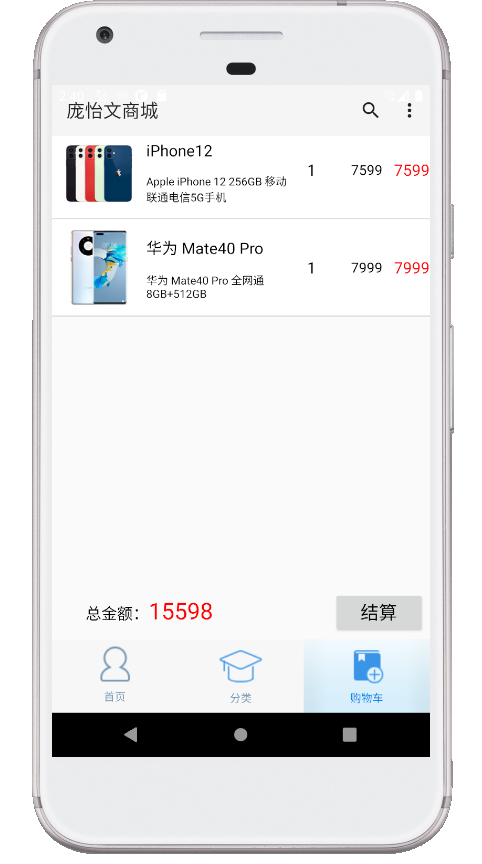 2:40
庞怡文商城
iPhone12
Apple iPhone 12 256GB 移动
联通电信5G手机
1
7599
7599
华为 Mate40 Pro
华为 Mate40 Pro 全网通
8GB+512GB
1
7999
7999
总金额：15598
结算
首页
分类
购物车